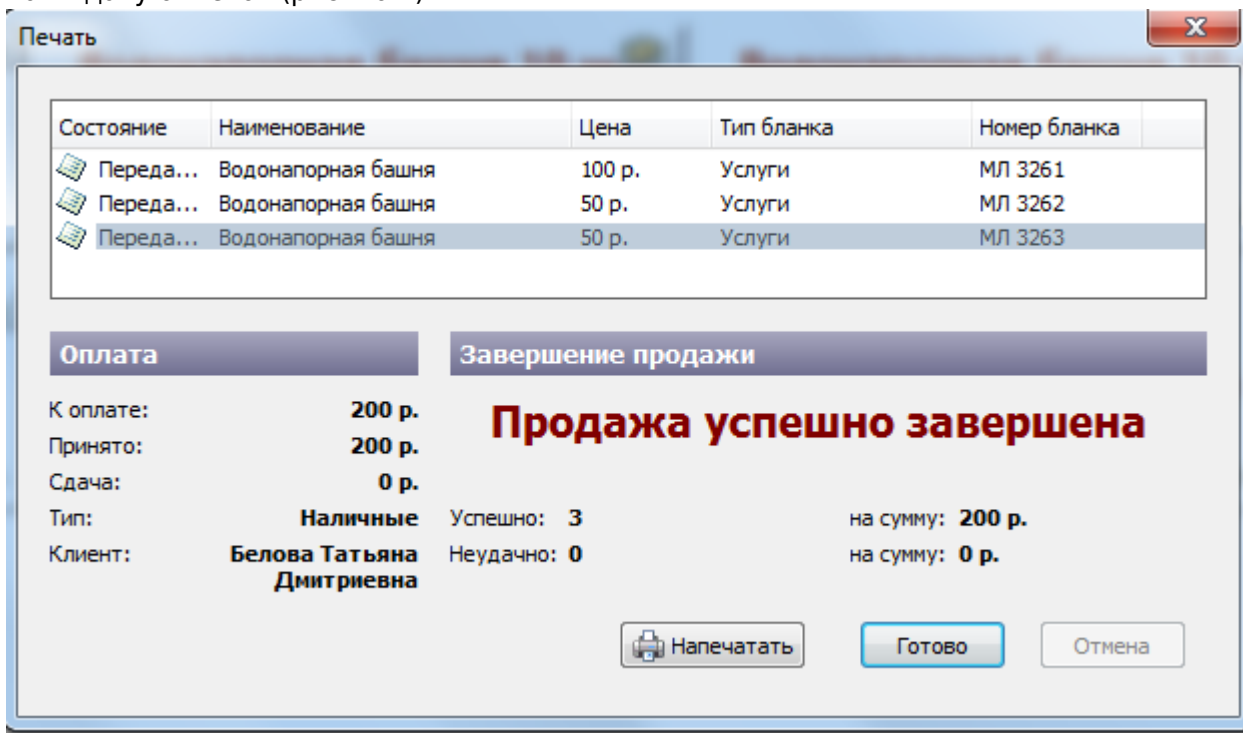 Печать
Состояние Наименование Цена Тип бланка Номер бланка
Переда... Водонапорная башня 100 р. Услуги МЛ 3261
Переда... Водонапорная башня 50 р. Услуги МЛ 3262
Переда... Водонапорная башня 50 р. Услуги МЛ 3263
Оплата Завершение продажи
К оплате: 200 р.
Продажа успешно завершена
Принято: 200 р.
Сдача: 0 р.
Тип: Наличные Успешно: 3 на сумму: 200 р.
Клиент: Белова Татьяна Неудачно: 0 на сумму: 0 р.
Дмитриевна
Напечатать Готово Отмена